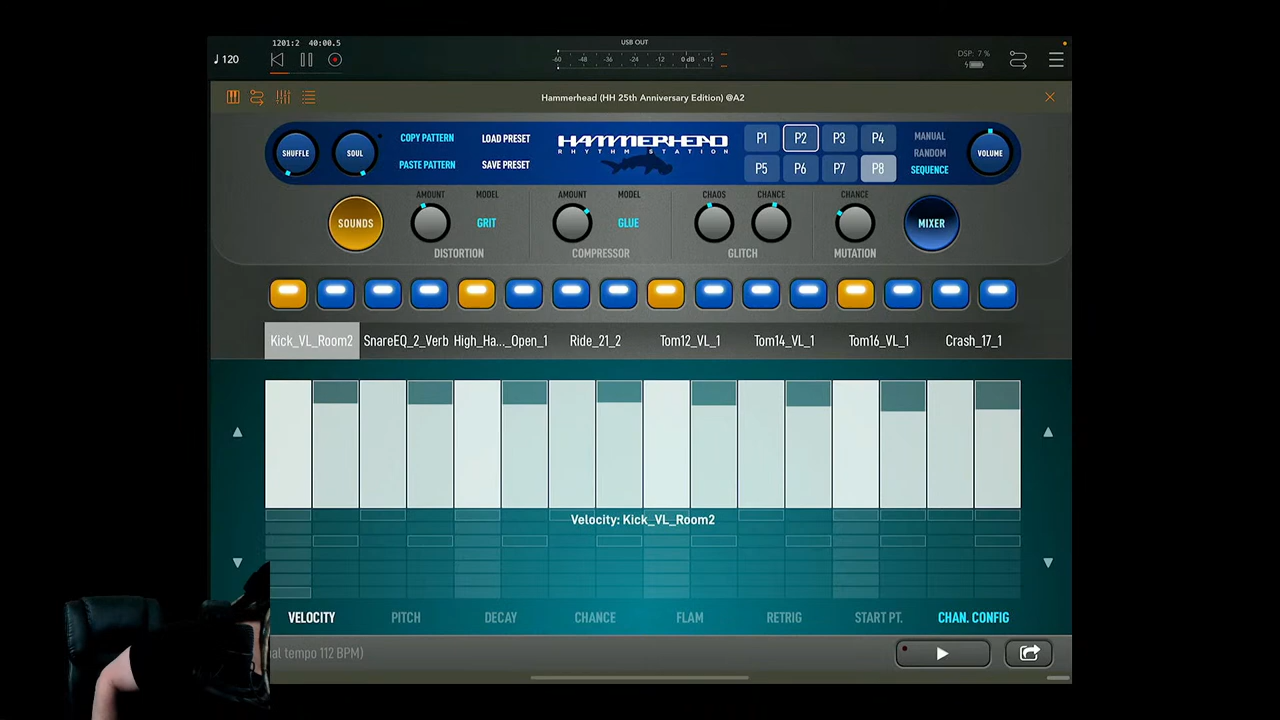 USB OUT
1201:2 40:00.5
♩ 120
-60 -48 -36 -24 -12 0 dB +12
DSP: 7 %
Hammerhead (HH 25th Anniversary Edition) @A2
SHUFFLE SOUL COPY PATTERN LOAD PRESET HAMMERHEAD P1 P2 P3 P4 MANUAL VOLUME
RHYTHM STATION RANDOM
PASTE PATTERN SAVE PRESET P5 P6 P7 P8 SEQUENCE
AMOUNT MODEL AMOUNT MODEL CHAOS CHANCE CHANCE
SOUNDS GRIT GLUE MIXER
DISTORTION COMPRESSOR GLITCH MUTATION
Kick_VL_Room2 SnareEQ_2_Verb High_Ha..._Open_1 Ride_21_2 Tom12_VL_1 Tom14_VL_1 Tom16_VL_1 Crash_17_1
Velocity: Kick_VL_Room2
VELOCITY PITCH DECAY CHANCE FLAM RETRIG START PT. CHAN. CONFIG
al tempo 112 BPM)